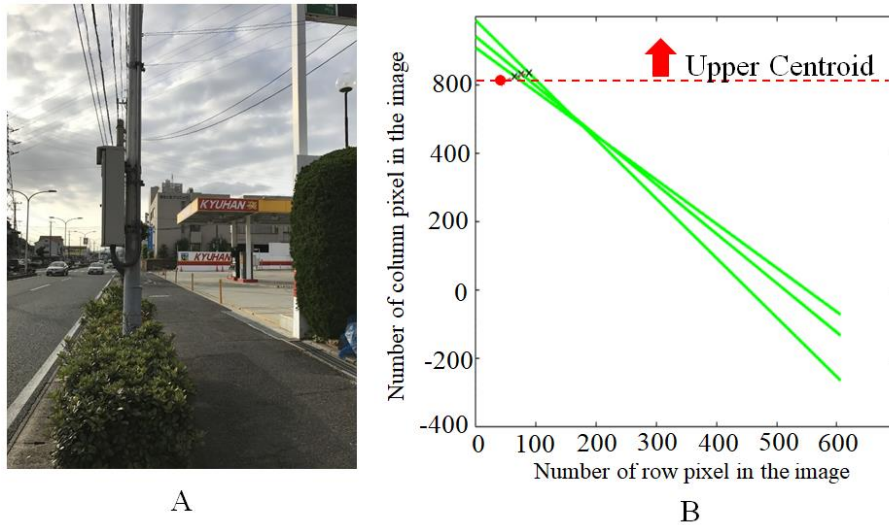 KYUHAN
KYUHAN
A
Number of column pixel in the image
800
400
200
0
-200
-400
Upper Centroid
0
100
200
300
400
500
600
Number of row pixel in the image
B